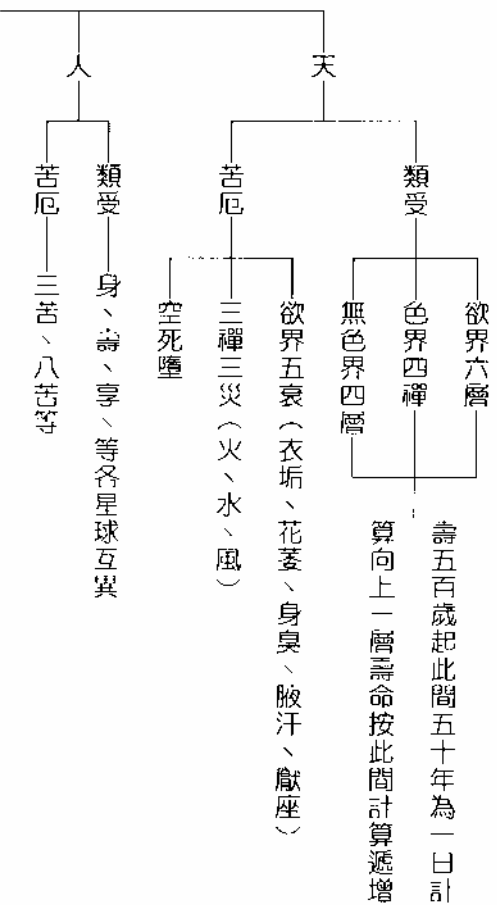 天
類受
欲界六層
色界四禪
無色界四層
壽五百歲起此間五十年為一日計
算向上一層壽命按此間計算遞增
苦厄
欲界五衰（衣垢、花萎、身臭、腋汗、厭座）
三禪三災（火、水、風）
空死墮
人
類受
身、壽、享、等各星球互異
苦厄
三苦、八苦等